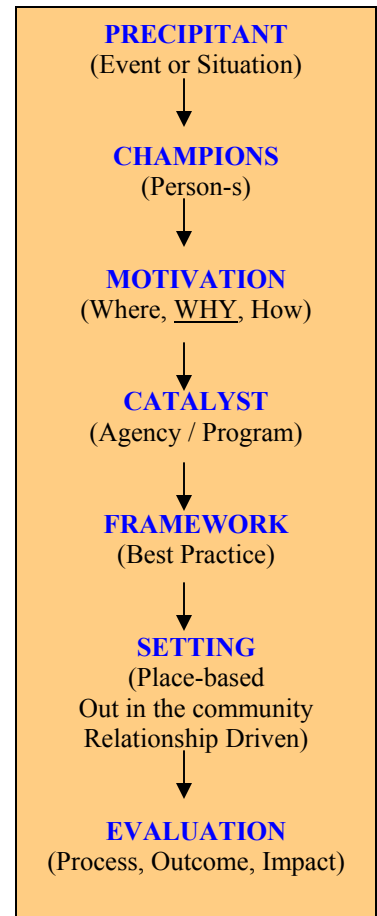 PRECIPITANT
(Event or Situation)
CHAMPIONS
(Person-s)
MOTIVATION
(Where, WHY, How)
CATALYST
(Agency / Program)
FRAMEWORK
(Best Practice)
SETTING
(Place-based
Out in the community
Relationship Driven)
EVALUATION
(Process, Outcome, Impact)